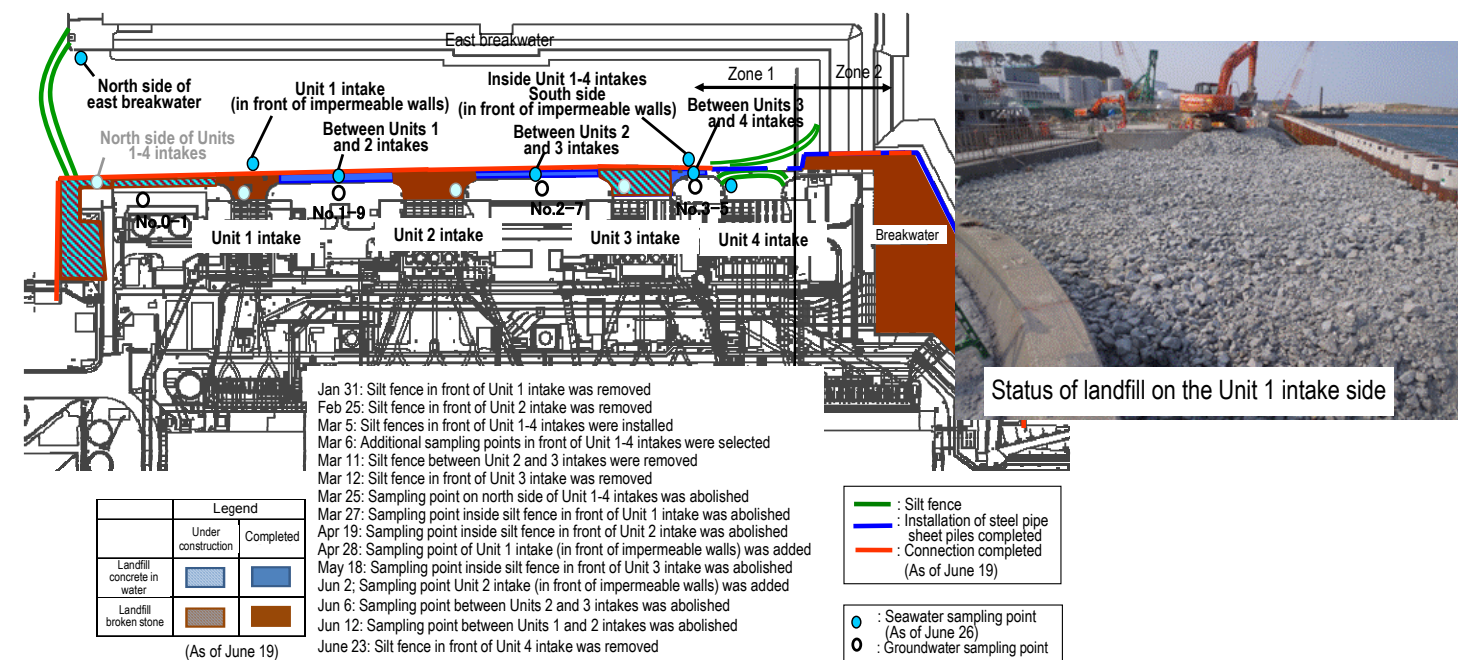 East breakwater
North side of
east breakwater
Unit 1 intake
(in front of impermeable walls)
Inside Unit 1-4 intakes
South side
(in front of impermeable walls)
Zone 1
Zone 2
Between Units 3
and 4 intakes
Between Units 1
and 2 intakes
Between Units 2
and 3 intakes
North side of Units
1-4 intakes
No.0-1
No.1-9
No.2-7
No.3-5
Unit 1 intake
Unit 2 intake
Unit 3 intake
Unit 4 intake
Breakwater
Status of landfill on the Unit 1 intake side
Jan 31: Silt fence in front of Unit 1 intake was removed
Feb 25: Silt fence in front of Unit 2 intake was removed
Mar 5: Silt fences in front of Unit 1-4 intakes were installed
Mar 6: Additional sampling points in front of Unit 1-4 intakes were selected
Mar 11: Silt fence between Unit 2 and 3 intakes were removed
Mar 12: Silt fence in front of Unit 3 intake was removed
Mar 25: Sampling point on north side of Unit 1-4 intakes was abolished
Mar 27: Sampling point inside silt fence in front of Unit 1 intake was abolished
Apr 19: Sampling point inside silt fence in front of Unit 2 intake was abolished
Apr 28: Sampling point of Unit 1 intake (in front of impermeable walls) was added
May 18: Sampling point inside silt fence in front of Unit 3 intake was abolished
Jun 2; Sampling point Unit 2 intake (in front of impermeable walls) was added
Jun 6: Sampling point between Units 2 and 3 intakes was abolished
Jun 12: Sampling point between Units 1 and 2 intakes was abolished
June 23: Silt fence in front of Unit 4 intake was removed
Legend
Under
construction
Completed
Landfill
concrete in
water
Landfill
broken stone
(As of June 19)
: Silt fence
: Installation of steel pipe
sheet piles completed
: Connection completed
(As of June 19)
: Seawater sampling point
(As of June 26)
: Groundwater sampling point